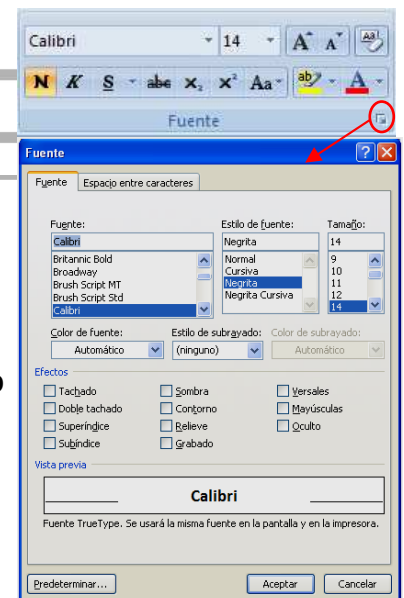 Calibri 14 A A Aa
N K S abc x₂ x² Aa ab A
Fuente
Fuente
Fuente Espacio entre caracteres
Fuente: Estilo de fuente: Tamaño:
Calibri Negrita 14
Britannic Bold Normal 9
Broadway Cursiva 10
Brush Script MT Negrita 11
Brush Script Std Negrita Cursiva 12
Calibri 14
Color de fuente: Estilo de subrayado: Color de subrayado:
Automático (ninguno) Automático
Efectos
Tachado Sombra Versales
Doble tachado Contorno Mayúsculas
Superíndice Relieve Oculto
Subíndice Grabado
Vista previa
Calibri
Fuente TrueType. Se usará la misma fuente en la pantalla y en la impresora.
Predeterminar... Aceptar Cancelar